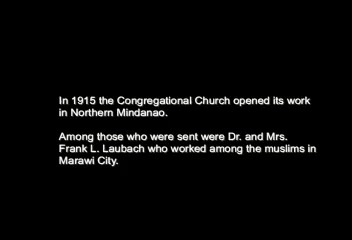 In 1915 the Congregational Church opened its work
in Northern Mindanao.
Among those who were sent were Dr. and Mrs.
Frank L. Laubach who worked among the muslims in
Marawi City.